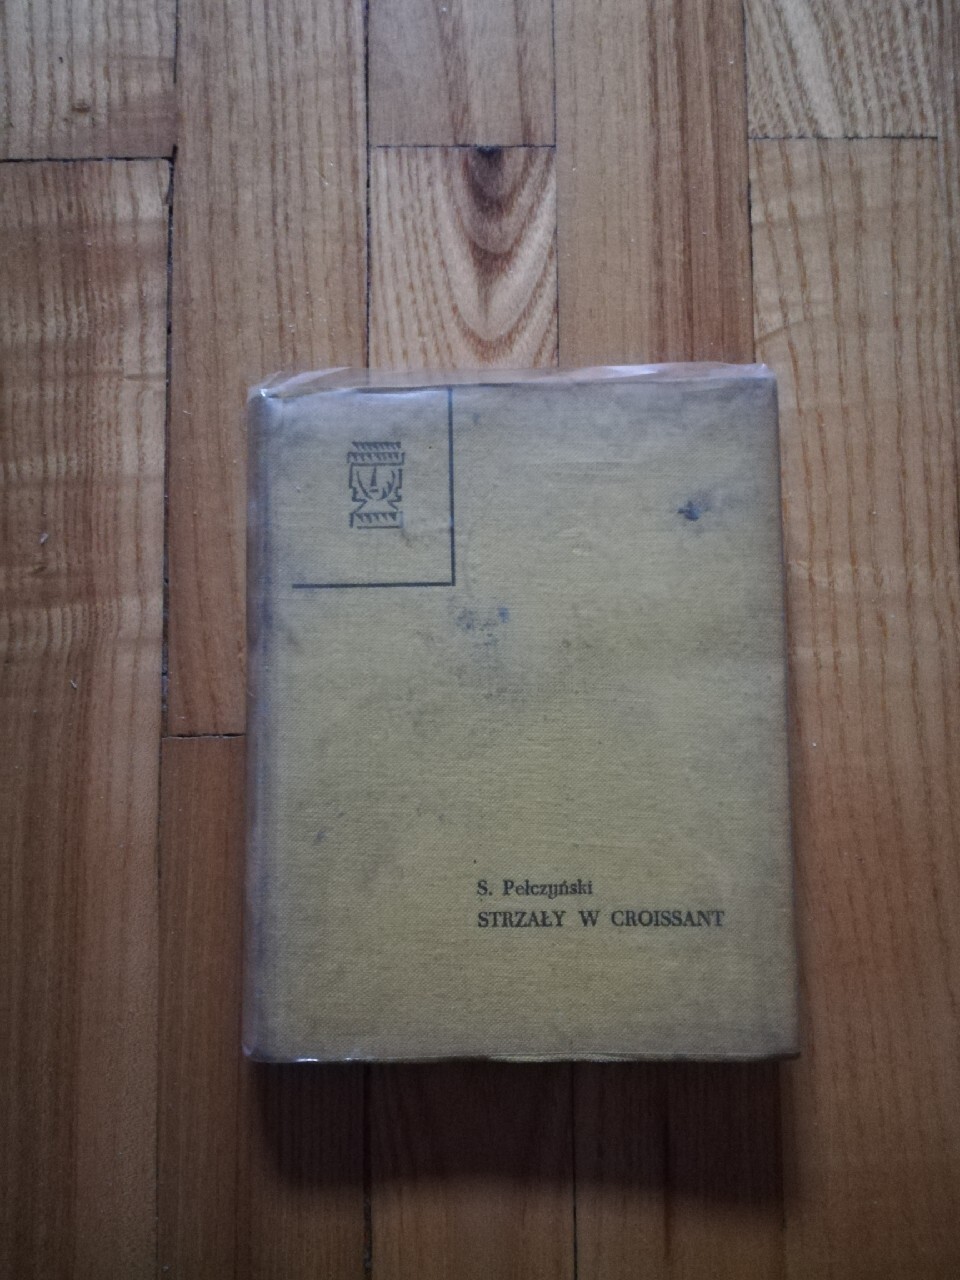 S. Pełczyński
STRZAŁY W CROISSANT